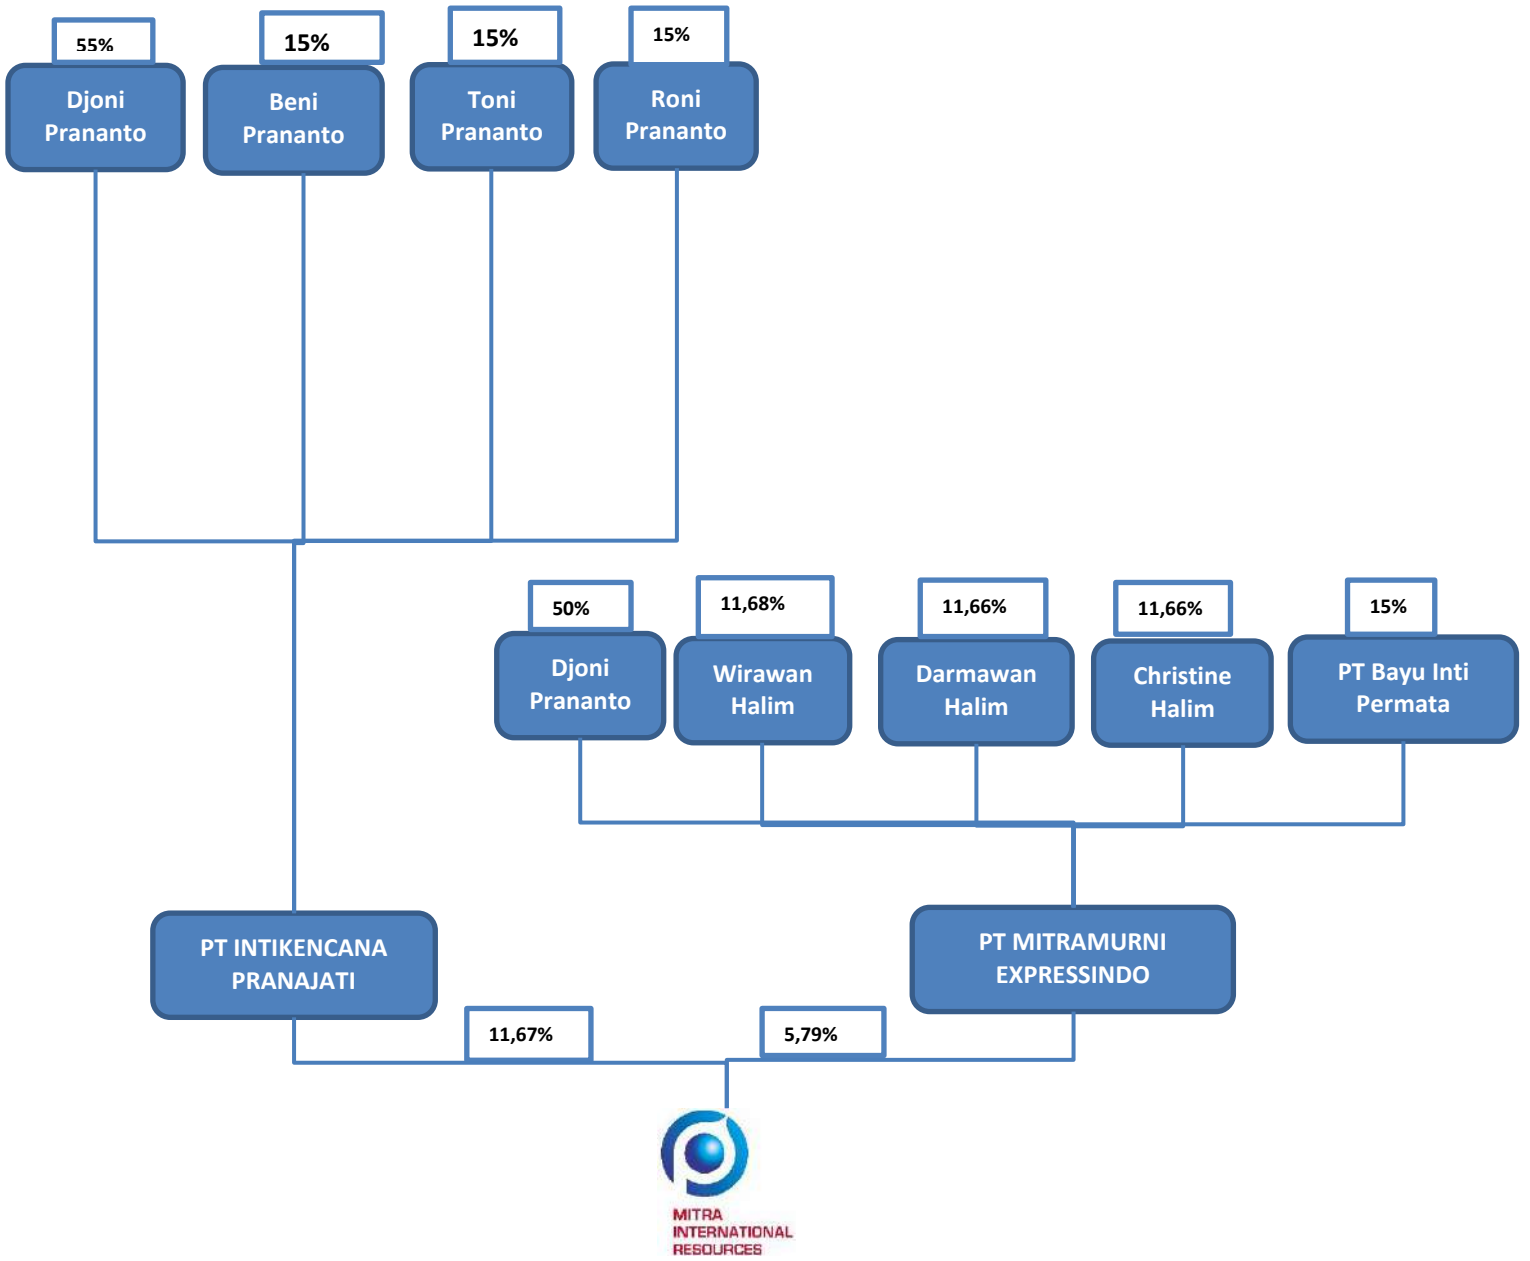 55%
15%
15%
15%
Djoni
Prananto
Beni
Prananto
Toni
Prananto
Roni
Prananto
50%
11,68%
11,66%
11,66%
15%
Djoni
Prananto
Wirawan
Halim
Darmawan
Halim
Christine
Halim
PT Bayu Inti
Permata
PT INTIKENCANA
PRANAJATI
PT MITRAMURNI
EXPRESSINDO
11,67%
5,79%
MITRA
INTERNATIONAL
RESOURCES